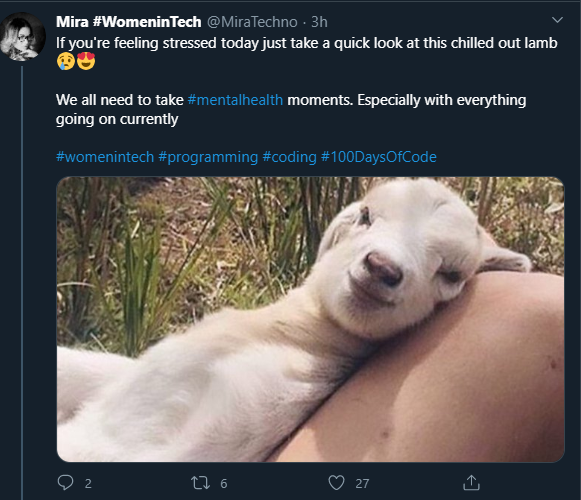 Mira #WomeninTech @MiraTechno · 3h
If you're feeling stressed today just take a quick look at this chilled out lamb
😢😍
We all need to take #mentalhealth moments. Especially with everything
going on currently
#womenintech #programming #coding #100DaysOfCode
2 6 27